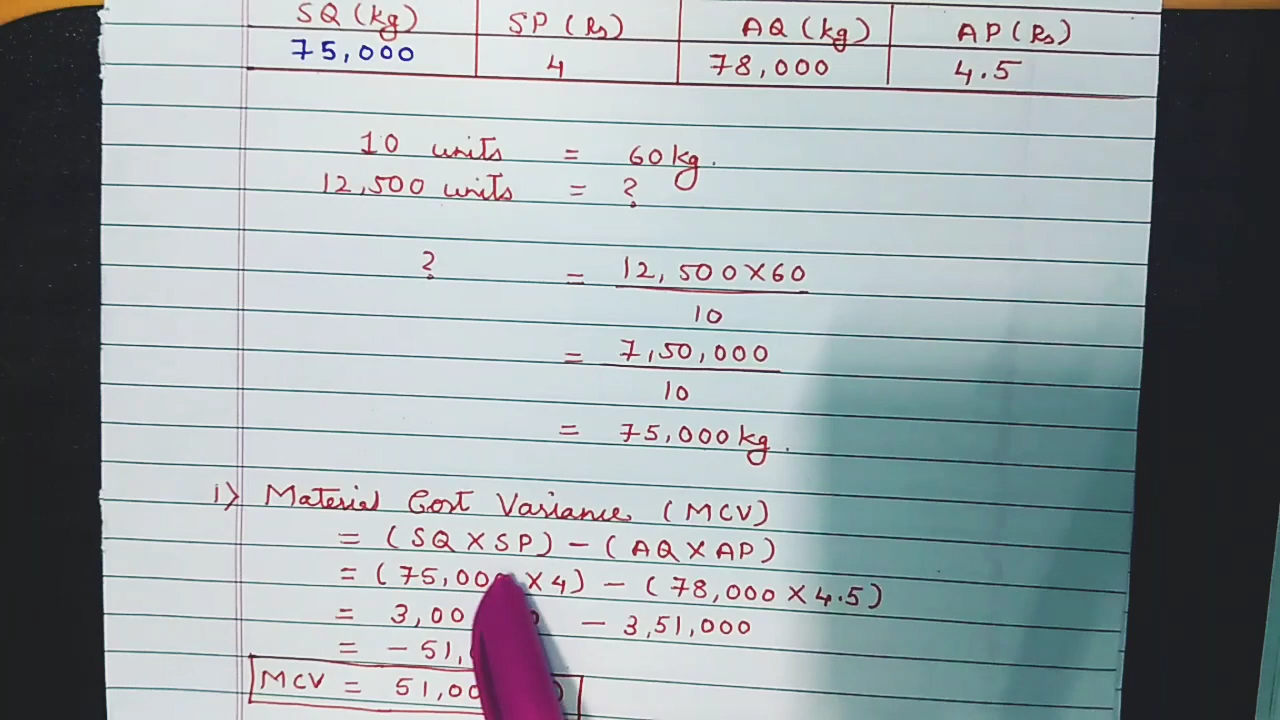 SQ (kg) SP (Rs) AQ (kg) AP (Rs)
75,000 4 78,000 4.5
10 units = 60 kg.
12,500 units = ?
? = 12,500 X 60
10
= 7,50,000
10
= 75,000 kg.
1) Material Cost Variance (MCV)
= (SQ X SP) - (AQ X AP)
= (75,000 X 4) - (78,000 X 4.5)
= 3,00 - 3,51,000
= - 51,
MCV = 51,00